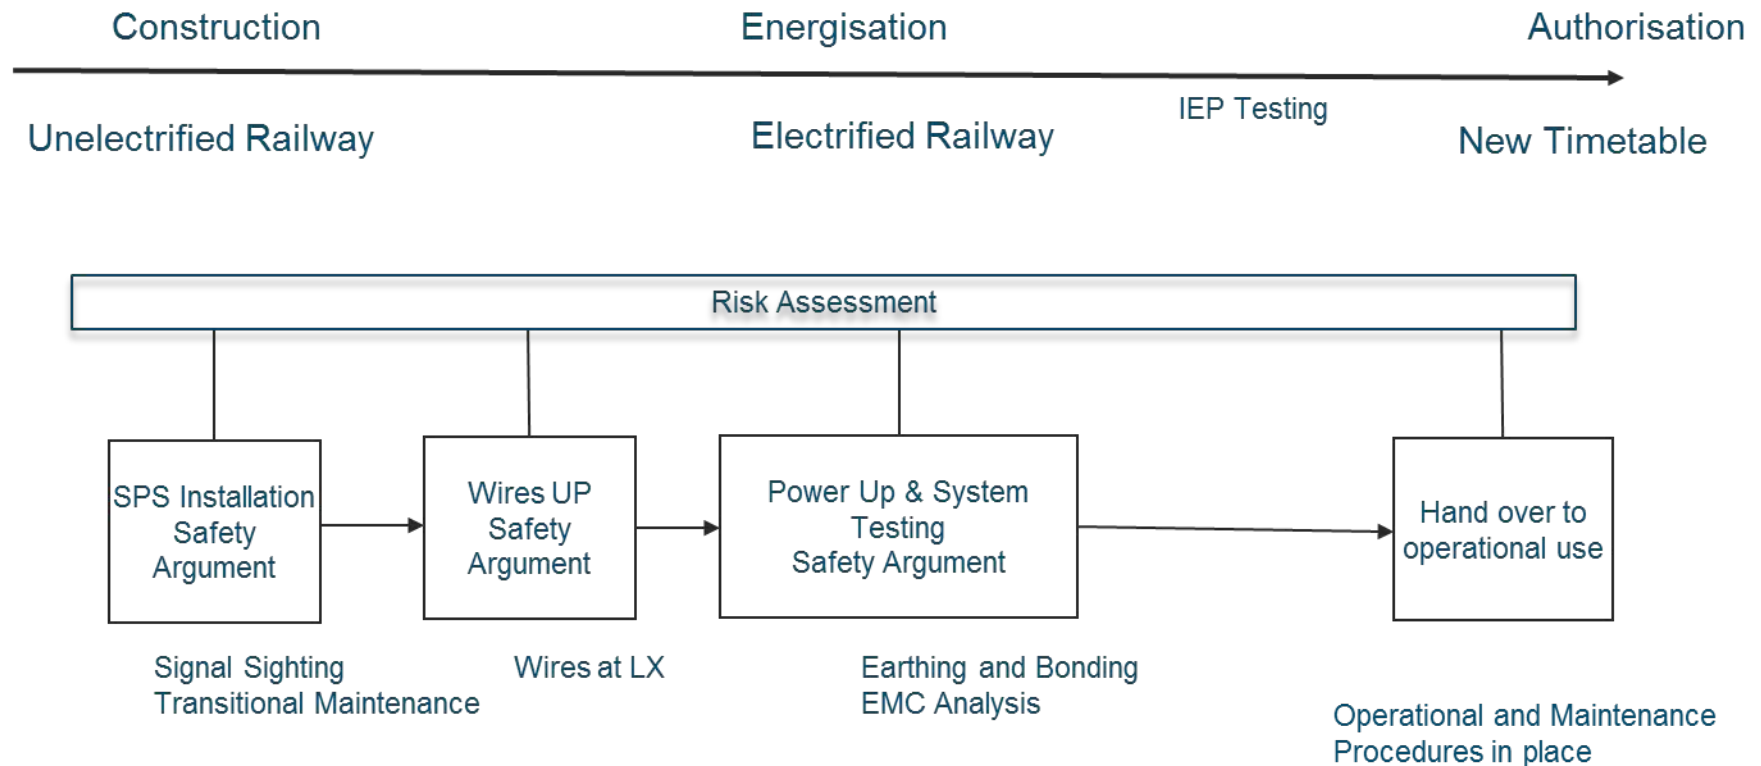 Construction
Energisation
Authorisation
IEP Testing
Unelectrified Railway
Electrified Railway
New Timetable
Risk Assessment
SPS Installation
Safety
Argument
Wires UP
Safety
Argument
Power Up & System
Testing
Safety Argument
Hand over to
operational use
Signal Sighting
Transitional Maintenance
Wires at LX
Earthing and Bonding
EMC Analysis
Operational and Maintenance
Procedures in place